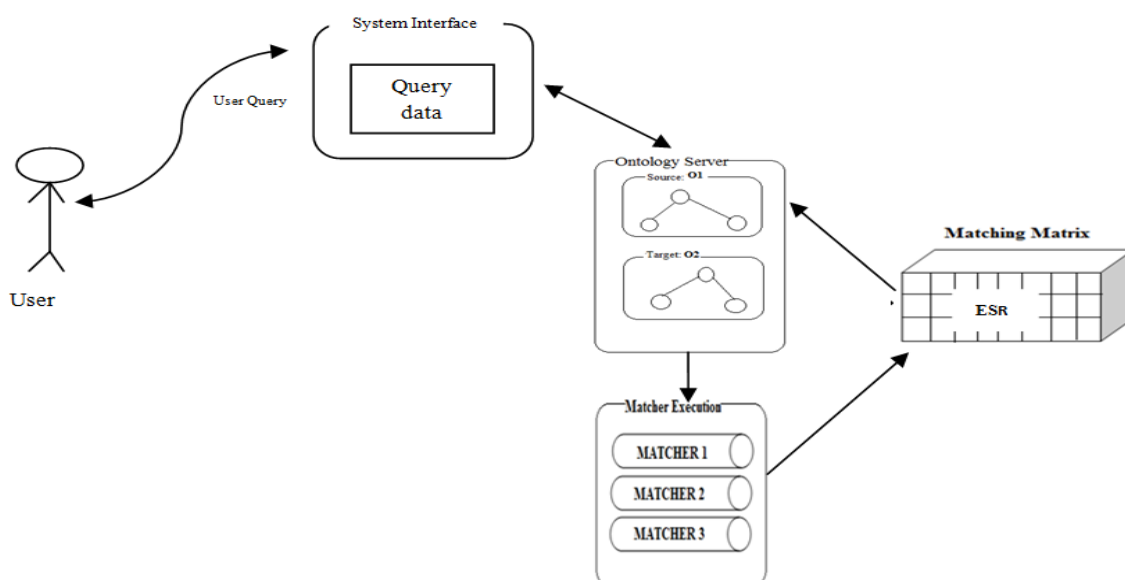 System Interface
Query
data
User Query
User
Ontology Server
Source: O1
Target: O2
Matching Matrix
ESR
Matcher Execution
MATCHER 1
MATCHER 2
MATCHER 3